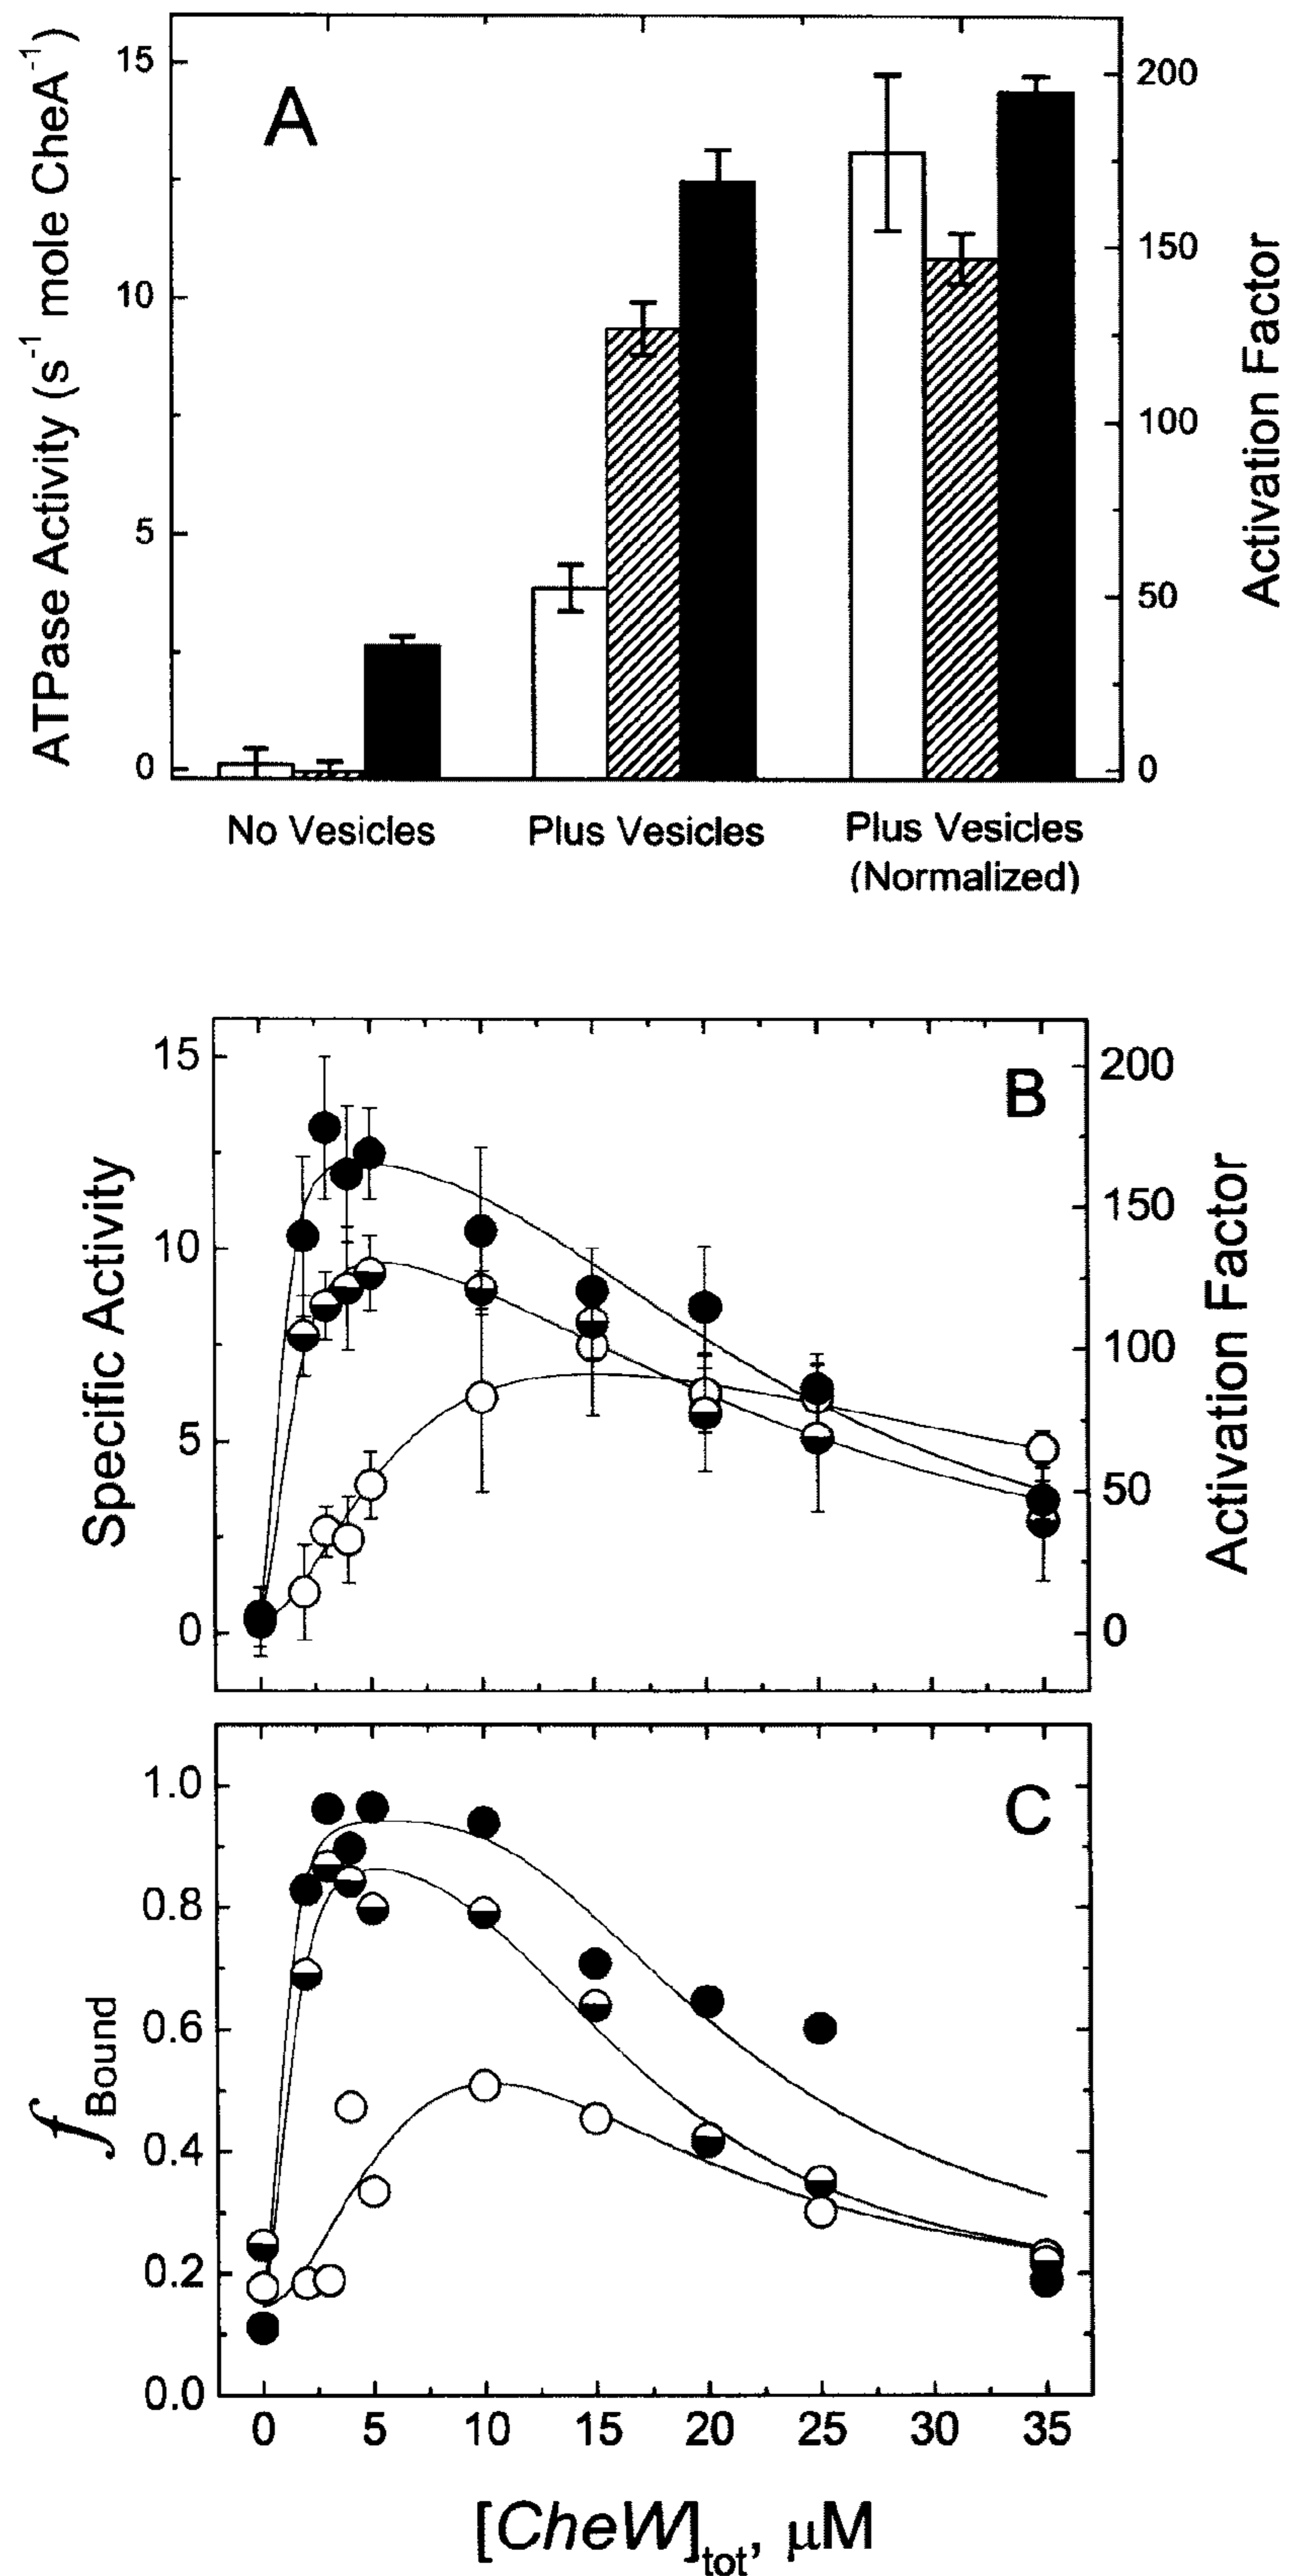 A
ATPase Activity (s⁻¹ mole CheA⁻¹)
15
10
5
0
200
150
100
50
0
Activation Factor
No Vesicles
Plus Vesicles
Plus Vesicles
(Normalized)
B
Specific Activity
15
10
5
0
200
150
100
50
0
Activation Factor
C
f Bound
1.0
0.8
0.6
0.4
0.2
0.0
0 5 10 15 20 25 30 35
[CheW]tot, μM